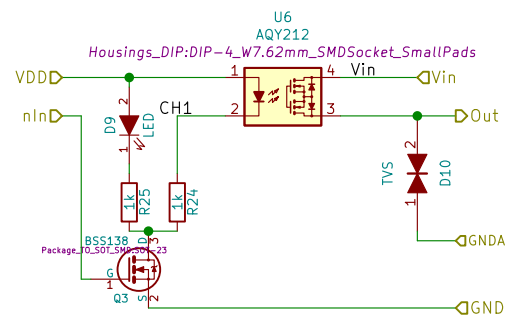 U6
AQY212
Housings_DIP:DIP-4_W7.62mm_SMDSocket_SmallPads
VDD
1
4
Vin
Vin
nIn
2
D9
LED
1
CH1
2
3
Out
TVS
2
1
D10
1k
R25
1k
R24
GNDA
BSS138
D
3
Package_TO_SOT_SMD:SOT-23
G
1
Q3
S
2
GND